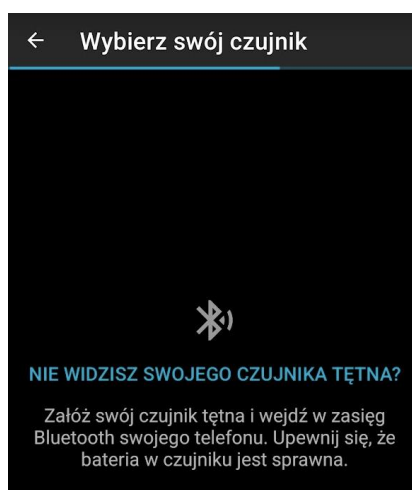 Wybierz swój czujnik
NIE WIDZISZ SWOJEGO CZUJNIKA TĘTNA?
Załóż swój czujnik tętna i wejdź w zasięg
Bluetooth swojego telefonu. Upewnij się, że
bateria w czujniku jest sprawna.